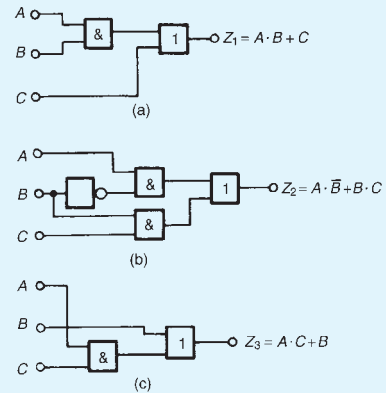 A
B
&
1
Z₁ = A·B + C
C
(a)
A
B
&
1
Z₂ = A·B̅ + B·C
C
&
(b)
A
B
1
Z₃ = A·C + B
C
&
(c)